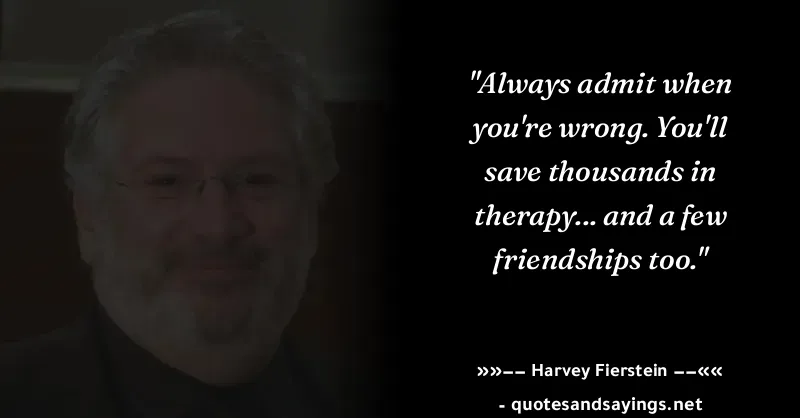 "Always admit when
you're wrong. You'll
save thousands in
therapy... and a few
friendships too."
»»−− Harvey Fierstein −−««
- quotesandsayings.net